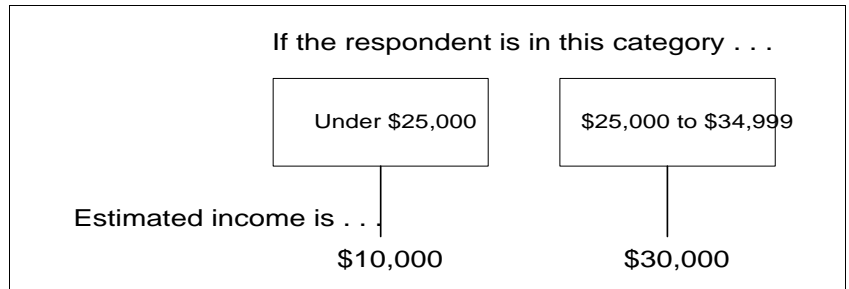 If the respondent is in this category . . .
Under $25,000 $25,000 to $34,999
Estimated income is . . .
$10,000 $30,000